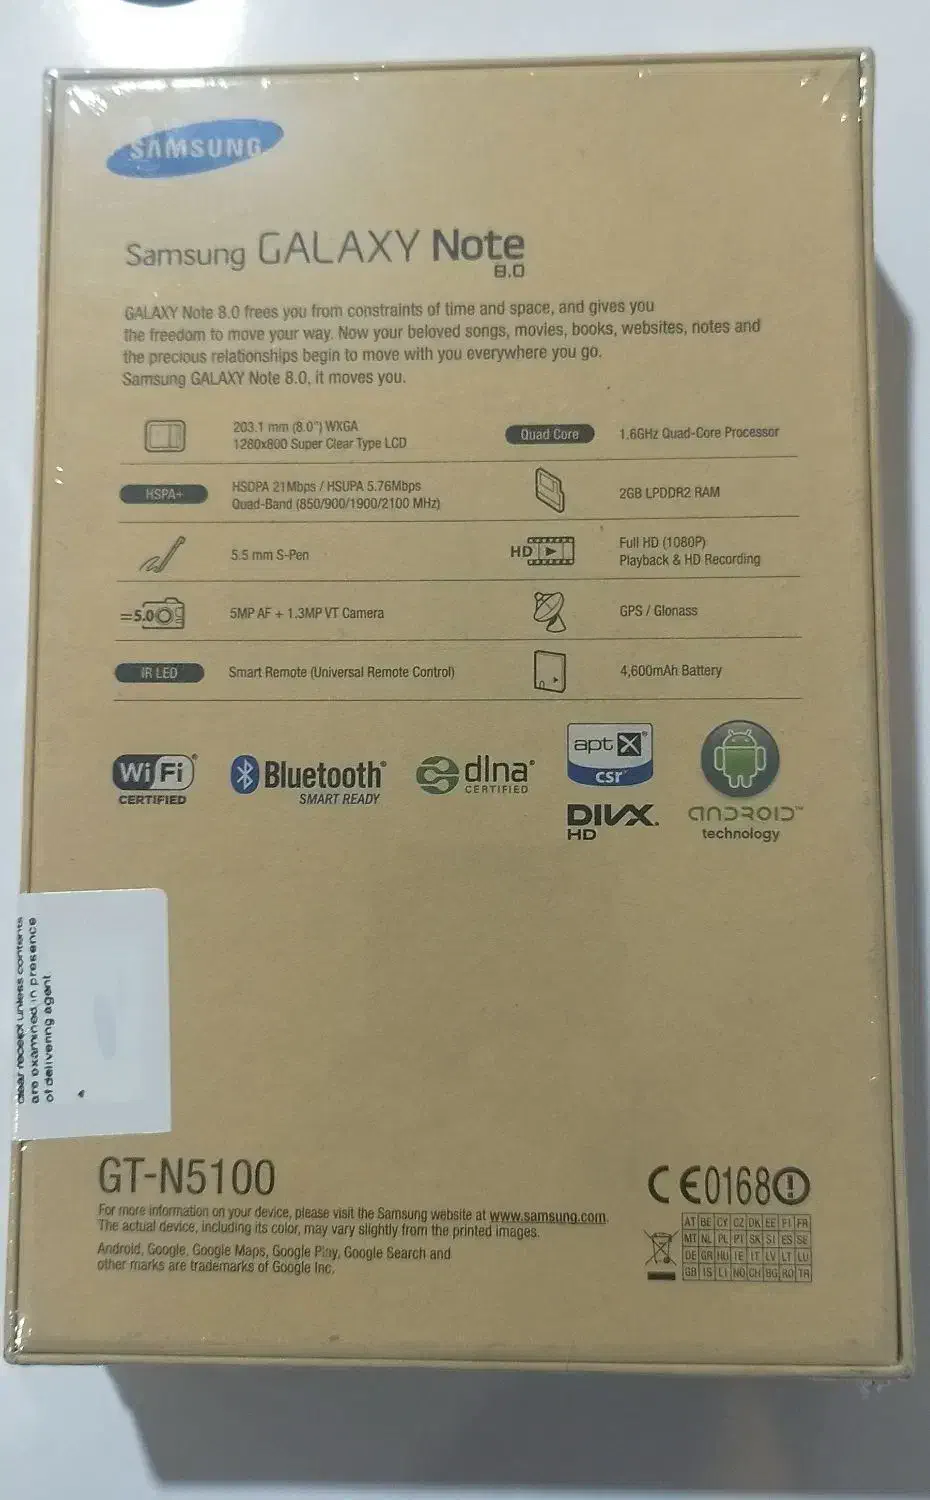 SAMSUNG
Samsung GALAXY Note
8.0
GALAXY Note 8.0 frees you from constraints of time and space, and gives you
the freedom to move your way. Now your beloved songs, movies, books, websites, notes and
the precious relationships begin to move with you everywhere you go.
Samsung GALAXY Note 8.0, it moves you.
203.1 mm (8.0") WXGA
1280x800 Super Clear Type LCD
Quad Core
1.6GHz Quad-Core Processor
HSPA+
HSDPA 21Mbps / HSUPA 5.76Mbps
Quad-Band (850/900/1900/2100 MHz)
2GB LPDDR2 RAM
5.5 mm S-Pen
HD
Full HD (1080P)
Playback & HD Recording
=5.0
5MP AF + 1.3MP VT Camera
GPS / Glonass
IR LED
Smart Remote (Universal Remote Control)
4,600mAh Battery
Wi Fi®
CERTIFIED
Bluetooth®
SMART READY
dlna®
CERTIFIED
aptX
csr
DIVX.
HD
ANDROID™
technology
clear receipt unless contents
are examined in presence
of delivering agent
GT-N5100
For more information on your device, please visit the Samsung website at www.samsung.com.
The actual device, including its color, may vary slightly from the printed images.
Android, Google, Google Maps, Google Play, Google Search and
other marks are trademarks of Google Inc.
CE0168!
AT BE CY CZ DK EE FI FR
MT NL PL PT SK SI ES SE
DE GR HU IE IT LV LT LU
GB IS LI NO CH BG RO TR